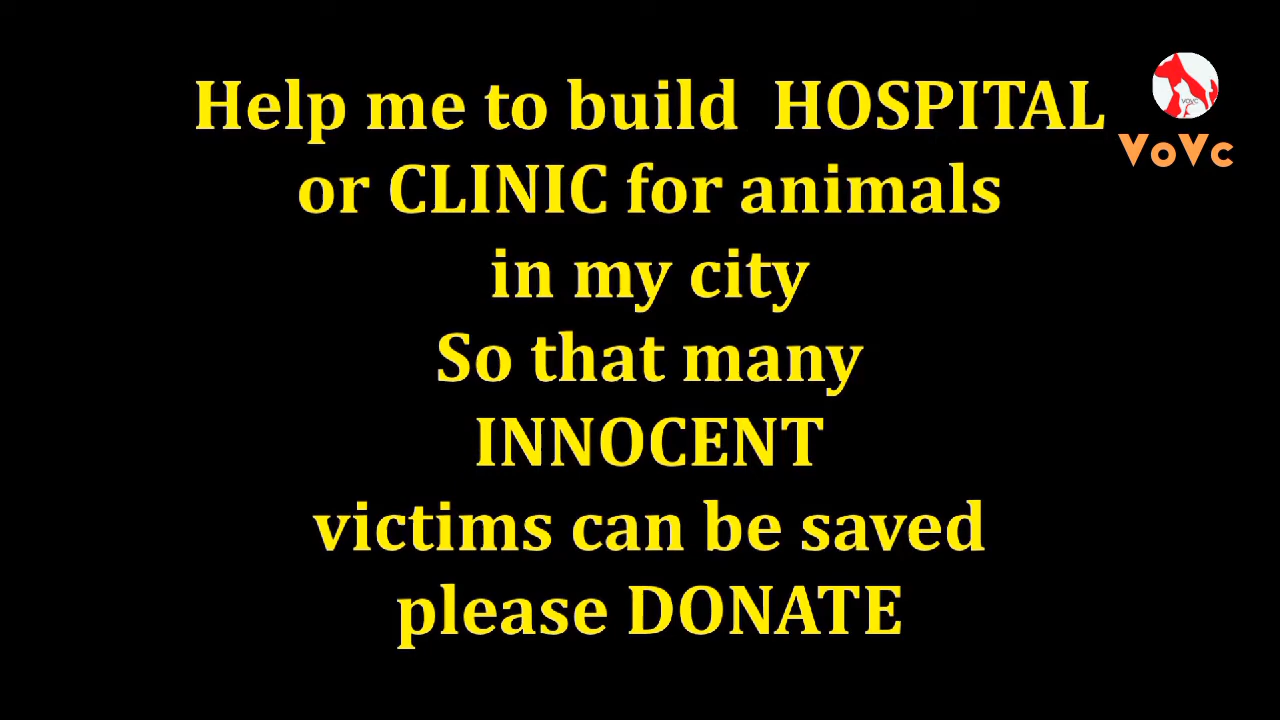 Help me to build HOSPITAL
or CLINIC for animals
in my city
So that many
INNOCENT
victims can be saved
please DONATE
VOVC
VoVc